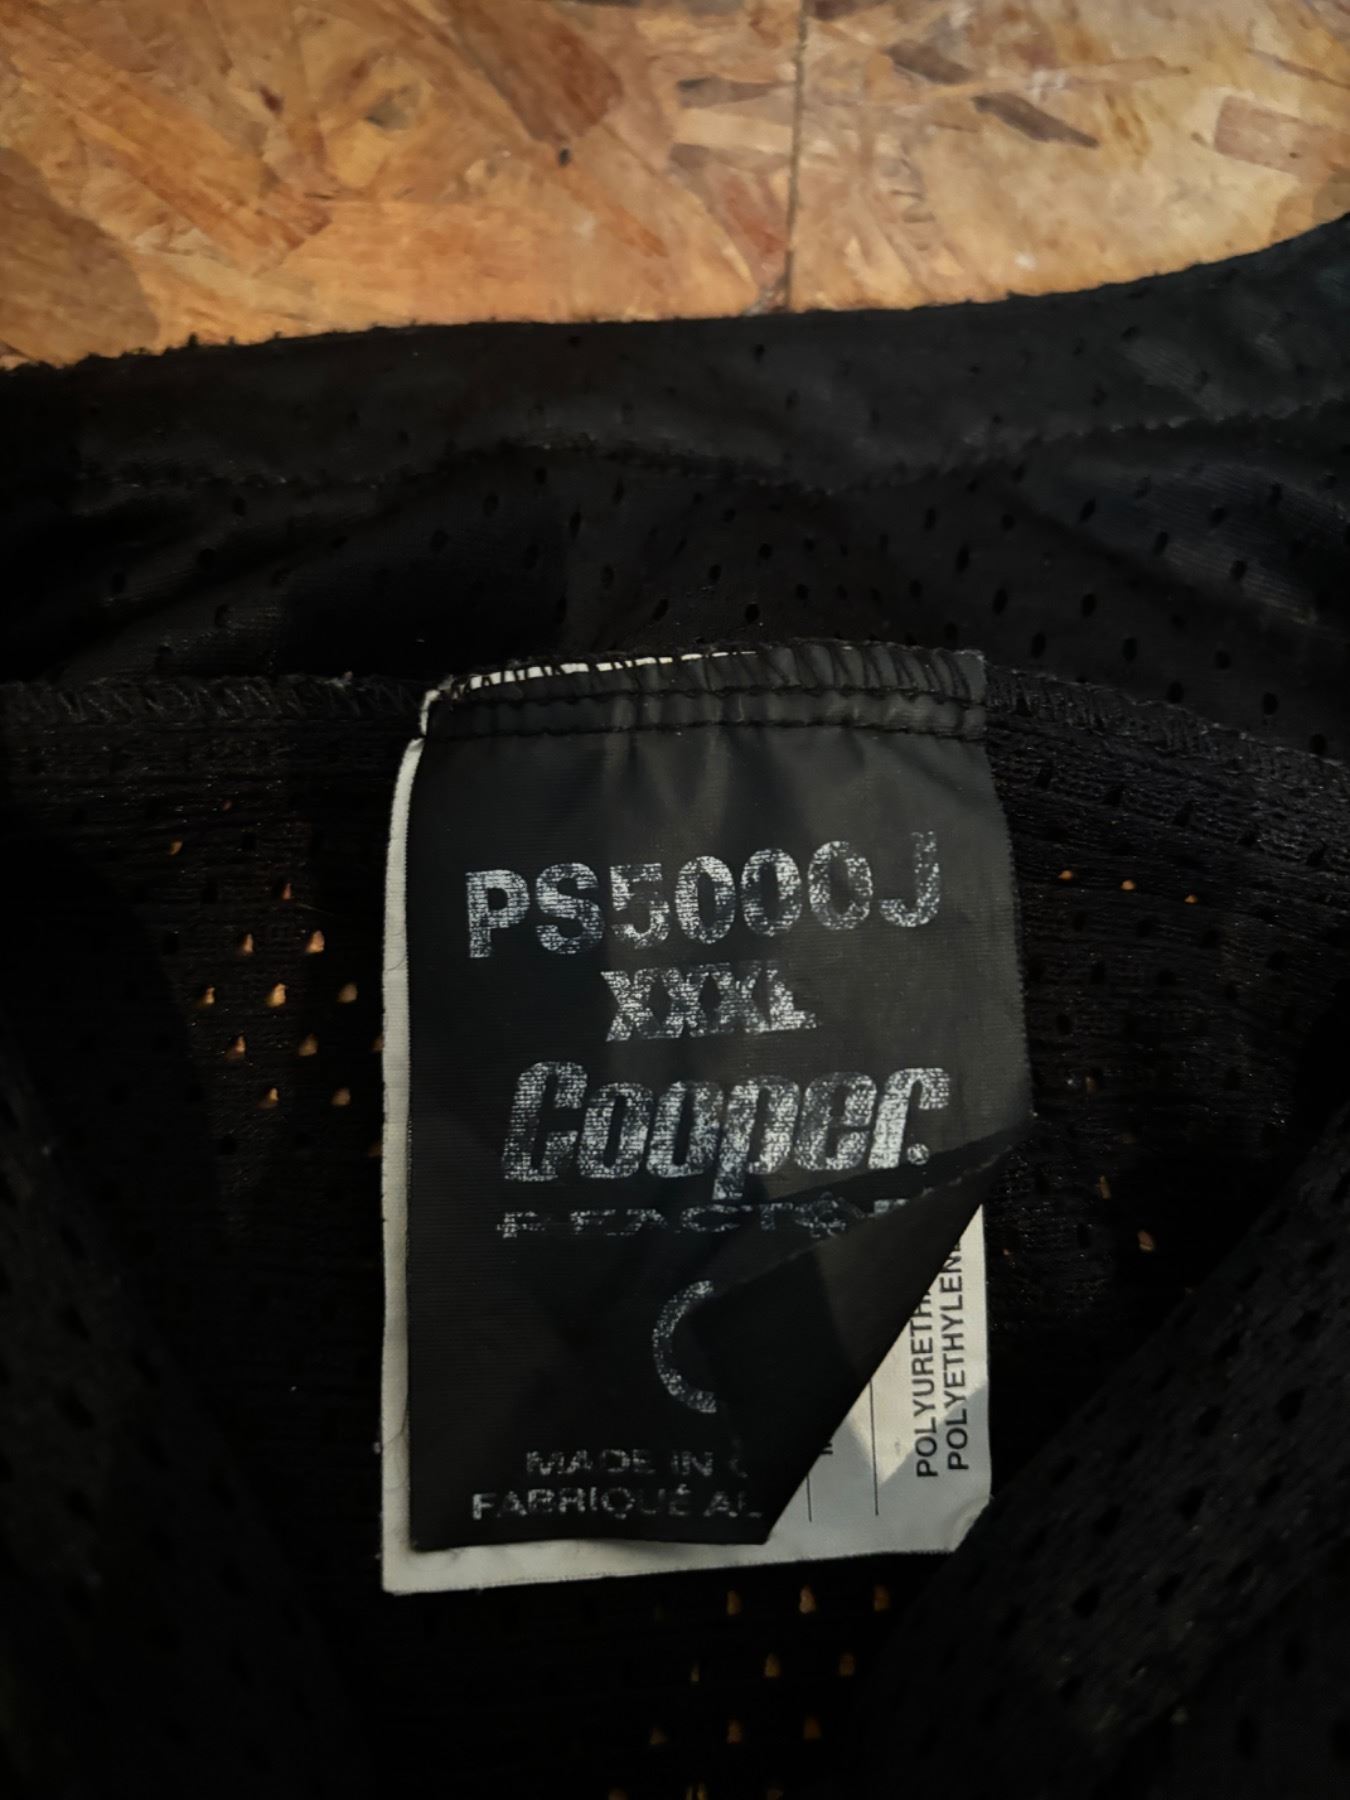 PS5000J
XXXL
Cooper®
MADE IN
FABRIQUÉ AU
POLYURETH
POLYETHYLENE